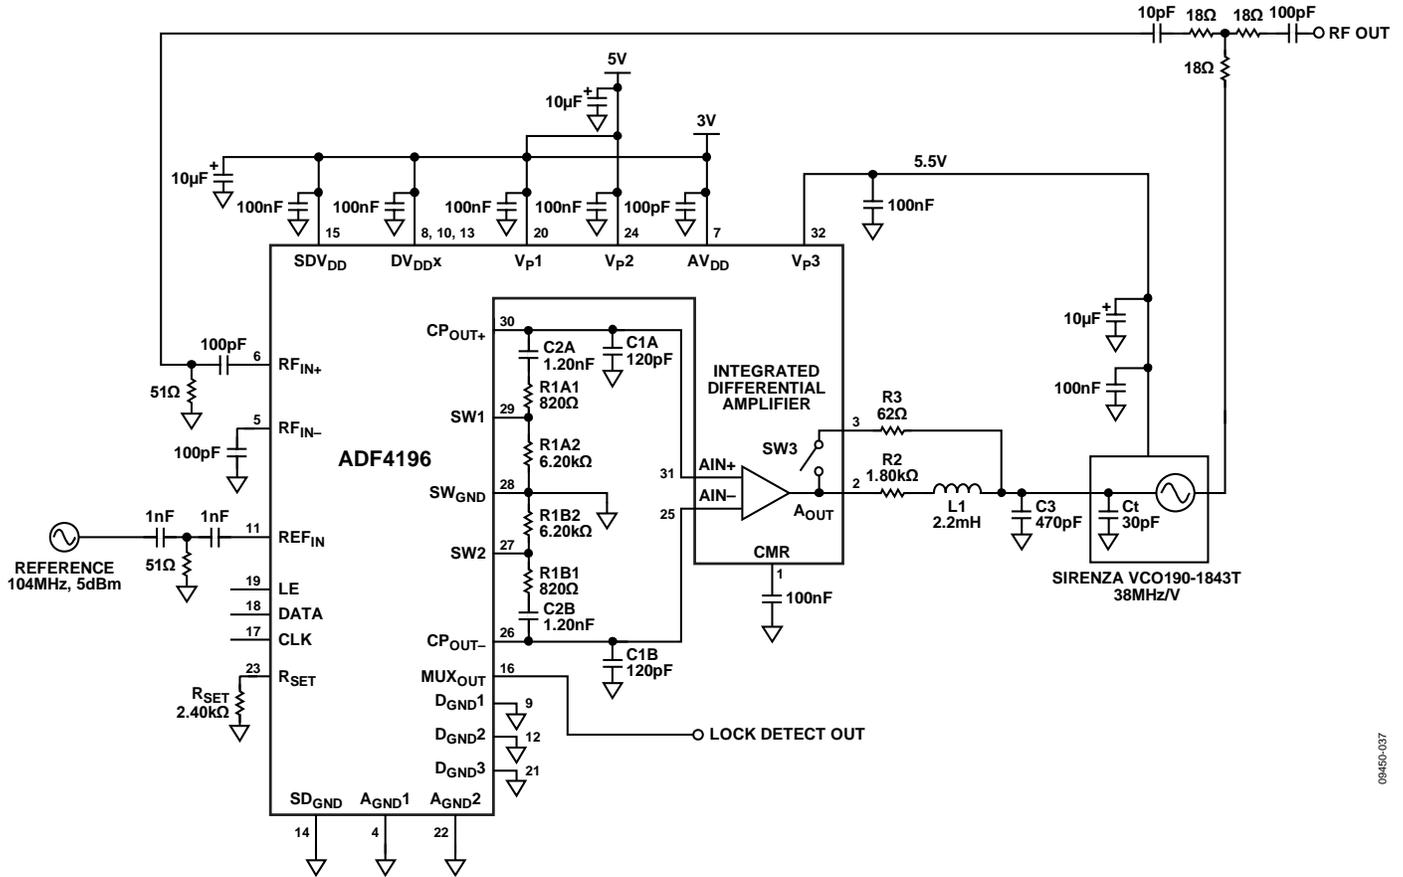 10pF 18Ω 18Ω 100pF
RF OUT
18Ω
5V
10µF +
3V
10µF +
5.5V
100nF 100nF 100nF 100nF 100pF 100nF
15 8, 10, 13 20 24 7 32
SDVDD DVDDx VP1 VP2 AVDD VP3
10µF +
100nF
100pF
6 RFIN+
51Ω
5 RFIN–
100pF
ADF4196
1nF 1nF
11 REFIN
51Ω
REFERENCE
104MHz, 5dBm
19 LE
18 DATA
17 CLK
23 RSET
RSET
2.40kΩ
CPOUT+ 30
C2A
1.20nF
C1A
120pF
R1A1
820Ω
SW1 29
R1A2
6.20kΩ
SWGND 28
R1B2
6.20kΩ
SW2 27
R1B1
820Ω
C2B
1.20nF
CPOUT– 26
C1B
120pF
MUXOUT 16
DGND1 9
DGND2 12
DGND3 21
LOCK DETECT OUT
INTEGRATED
DIFFERENTIAL
AMPLIFIER
SW3
31 AIN+
25 AIN–
AOUT
CMR
1
100nF
3
R3
62Ω
2
R2
1.80kΩ
L1
2.2mH
C3
470pF
Ct
30pF
SIRENZA VCO190-1843T
38MHz/V
SDGND AGND1 AGND2
14 4 22
09450-037